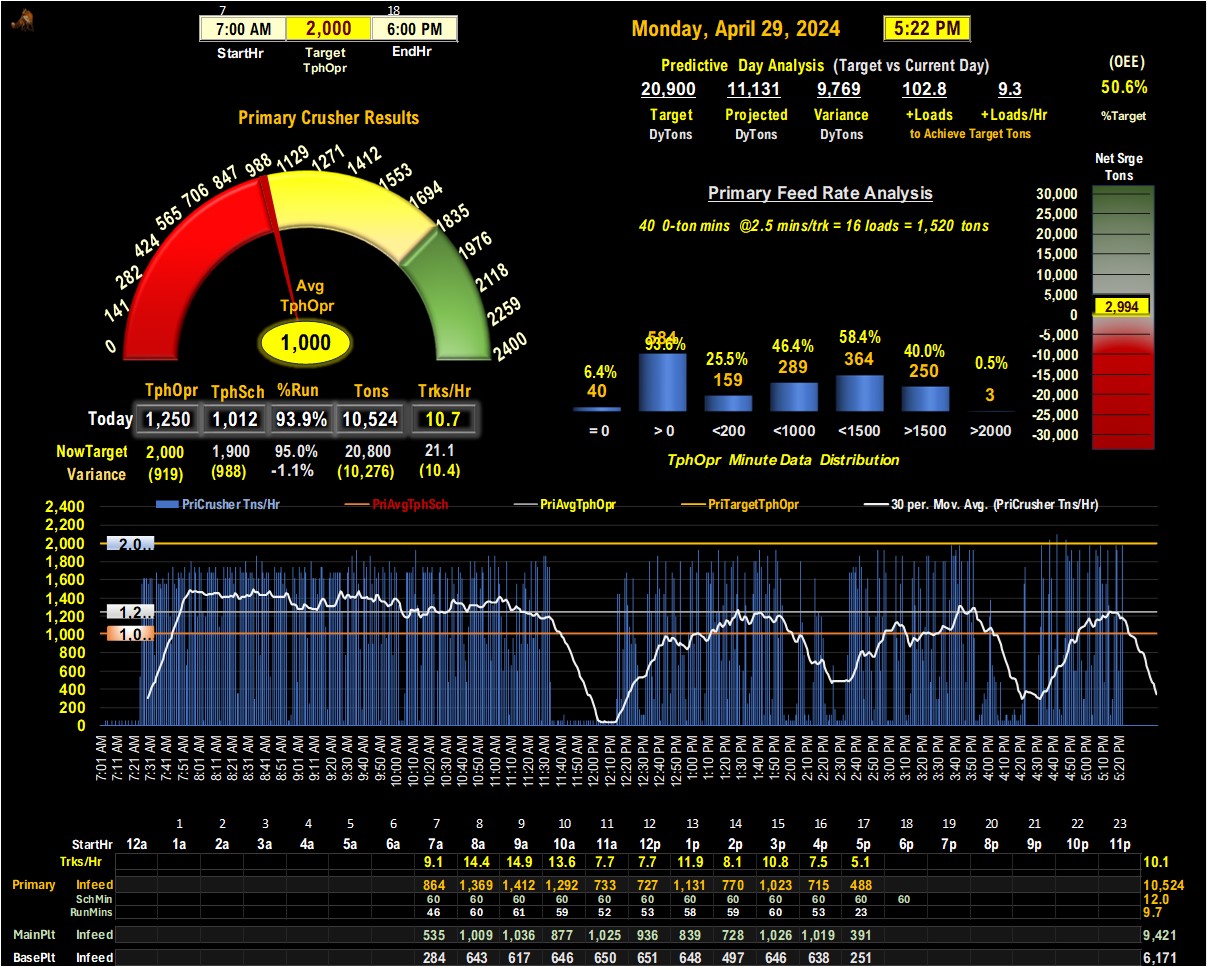 7 18
7:00 AM 2,000 6:00 PM
StartHr Target TphOpr EndHr
Monday, April 29, 2024 5:22 PM
Predictive Day Analysis (Target vs Current Day)
20,900 11,131 9,769 102.8 9.3
Target Projected Variance +Loads +Loads/Hr
DyTons DyTons DyTons to Achieve Target Tons
(OEE)
50.6%
%Target
Primary Crusher Results
0 141 282 424 565 706 847 988 1129 1271 1412 1553 1694 1835 1976 2118 2259 2400
Avg
TphOpr
1,000
TphOpr TphSch %Run Tons Trks/Hr
Today 1,250 1,012 93.9% 10,524 10.7
NowTarget 2,000 1,900 95.0% 20,800 21.1
Variance (919) (988) -1.1% (10,276) (10.4)
Primary Feed Rate Analysis
40 0-ton mins @2.5 mins/trk = 16 loads = 1,520 tons
6.4% 93.6% 25.5% 46.4% 58.4% 40.0% 0.5%
40 584 159 289 364 250 3
= 0 > 0 <200 <1000 <1500 >1500 >2000
TphOpr Minute Data Distribution
Net Srge
Tons
30,000
25,000
20,000
15,000
10,000
5,000
2,994
0
-5,000
-10,000
-15,000
-20,000
-25,000
-30,000
PriCrusher Tns/Hr PriAvgTphSch PriAvgTphOpr PriTargetTphOpr 30 per. Mov. Avg. (PriCrusher Tns/Hr)
2,400
2,200
2,000
1,800
1,600
1,400
1,200
1,000
800
600
400
200
0
2.0..
1.2..
1.0..
7:01 AM 7:11 AM 7:21 AM 7:31 AM 7:41 AM 7:51 AM 8:01 AM 8:11 AM 8:21 AM 8:31 AM 8:41 AM 8:51 AM 9:01 AM 9:11 AM 9:20 AM 9:30 AM 9:40 AM 9:50 AM 10:00 AM 10:10 AM 10:20 AM 10:30 AM 10:40 AM 10:50 AM 11:00 AM 11:10 AM 11:20 AM 11:30 AM 11:40 AM 11:50 AM 12:00 PM 12:10 PM 12:20 PM 12:30 PM 12:40 PM 12:50 PM 1:00 PM 1:10 PM 1:20 PM 1:30 PM 1:40 PM 1:50 PM 2:00 PM 2:10 PM 2:20 PM 2:30 PM 2:40 PM 2:50 PM 3:00 PM 3:10 PM 3:20 PM 3:30 PM 3:40 PM 3:50 PM 4:00 PM 4:10 PM 4:20 PM 4:30 PM 4:40 PM 4:50 PM 5:00 PM 5:10 PM 5:20 PM
1 2 3 4 5 6 7 8 9 10 11 12 13 14 15 16 17 18 19 20 21 22 23
StartHr 12a 1a 2a 3a 4a 5a 6a 7a 8a 9a 10a 11a 12p 1p 2p 3p 4p 5p 6p 7p 8p 9p 10p 11p
Trks/Hr 9.1 14.4 14.9 13.6 7.7 7.7 11.9 8.1 10.8 7.5 5.1 10.1
Primary Infeed 864 1,369 1,412 1,292 733 727 1,131 770 1,023 715 488 10,524
SchMin 60 60 60 60 60 60 60 60 60 60 60 60 12.0
RunMins 46 60 61 59 52 53 58 59 60 53 23 9.7
MainPlt Infeed 535 1,009 1,036 877 1,025 936 839 728 1,026 1,019 391 9,421
BasePlt Infeed 284 643 617 646 650 651 648 497 646 638 251 6,171